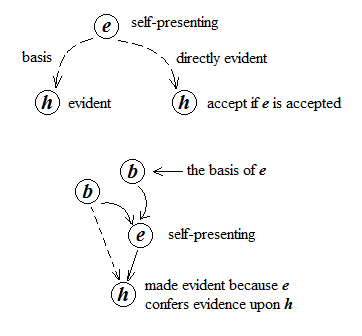 e self-presenting
basis
directly evident
h evident
h accept if e is accepted
b the basis of e
b
e self-presenting
h made evident because e
confers evidence upon h